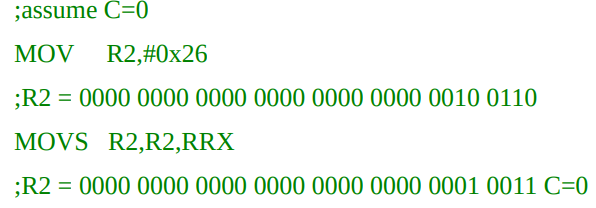 ;assume C=0
MOV R2,#0x26
;R2 = 0000 0000 0000 0000 0000 0000 0010 0110
MOVS R2,R2,RRX
;R2 = 0000 0000 0000 0000 0000 0000 0001 0011 C=0